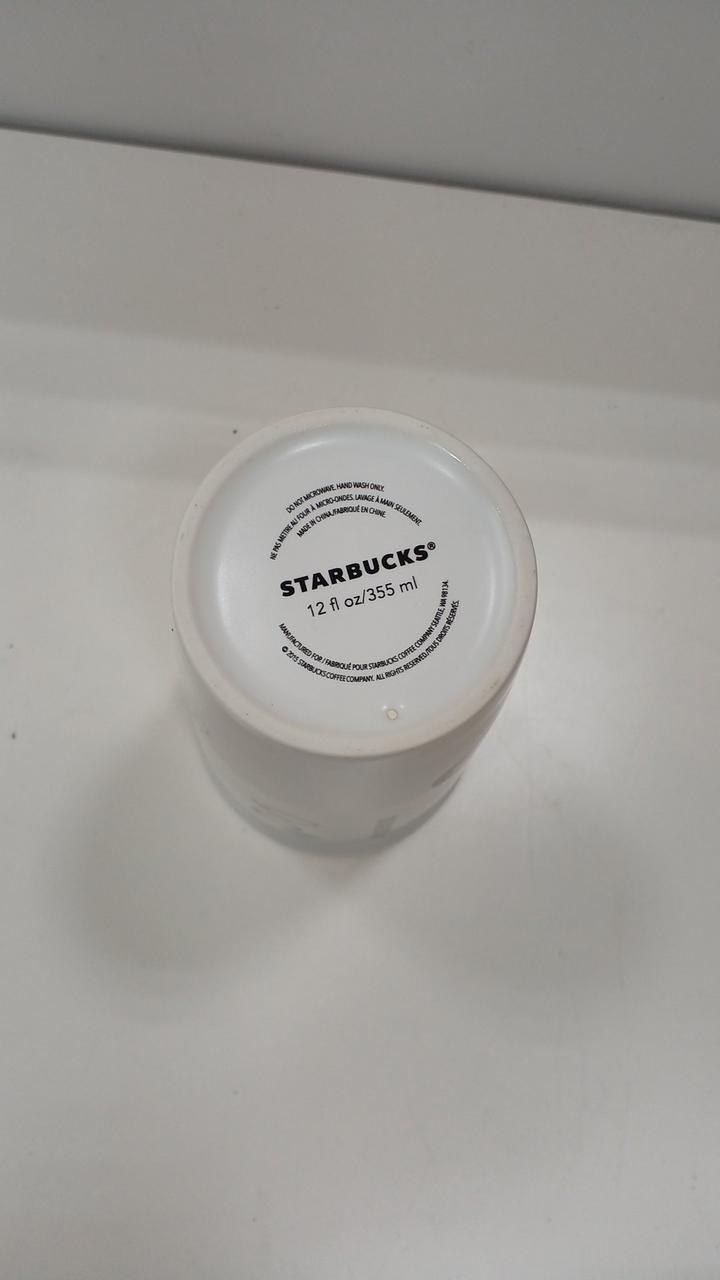 DO NOT MICROWAVE. HAND WASH ONLY.
NE PAS METTRE AU FOUR À MICRO-ONDES. LAVAGE À MAIN SEULEMENT.
MADE IN CHINA./FABRIQUÉ EN CHINE.
STARBUCKS®
12 fl oz/355 ml
MANUFACTURED FOR / FABRIQUÉ POUR STARBUCKS COFFEE COMPANY SEATTLE, WA 98134.
© 2015 STARBUCKS COFFEE COMPANY. ALL RIGHTS RESERVED./TOUS DROITS RÉSERVÉS.